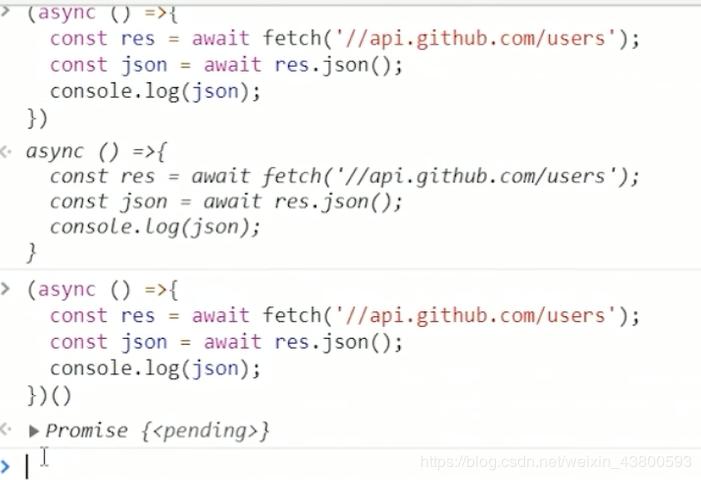 (async () =>{
const res = await fetch('//api.github.com/users');
const json = await res.json();
console.log(json);
})
async () =>{
const res = await fetch('//api.github.com/users');
const json = await res.json();
console.log(json);
}
(async () =>{
const res = await fetch('//api.github.com/users');
const json = await res.json();
console.log(json);
})()
Promise {<pending>}
https://blog.csdn.net/weixin_43800593